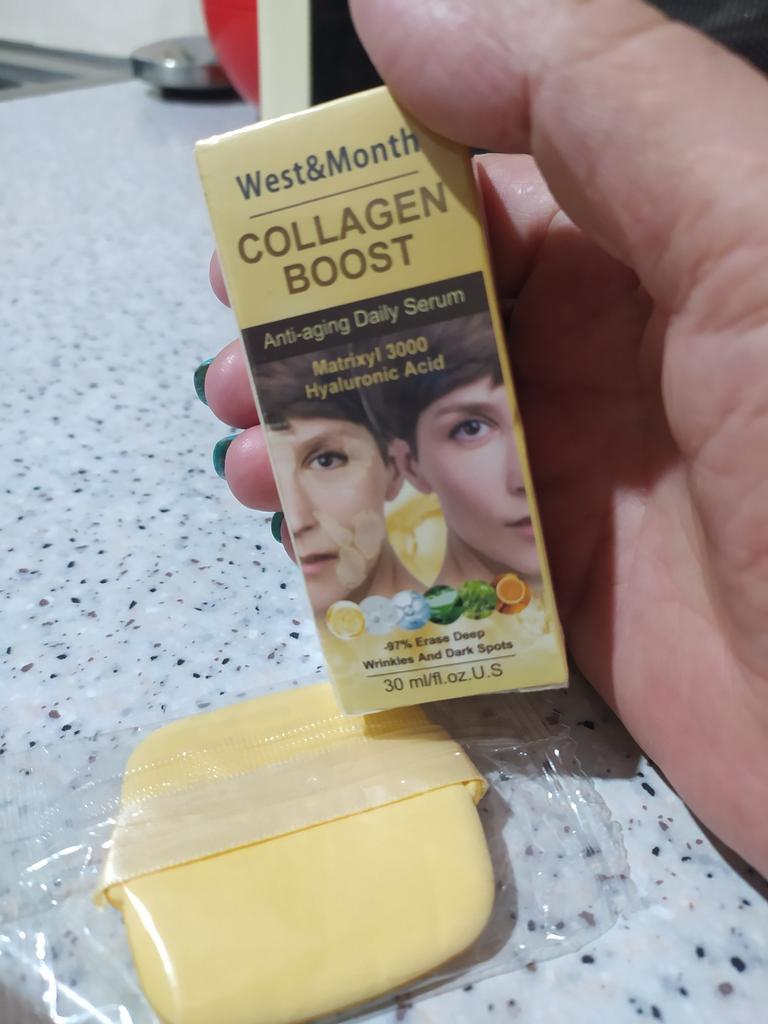 West&Month
COLLAGEN
BOOST
Anti-aging Daily Serum
Matrixyl 3000
Hyaluronic Acid
-97% Erase Deep
Wrinkles And Dark Spots
30 ml/fl.oz.U.S